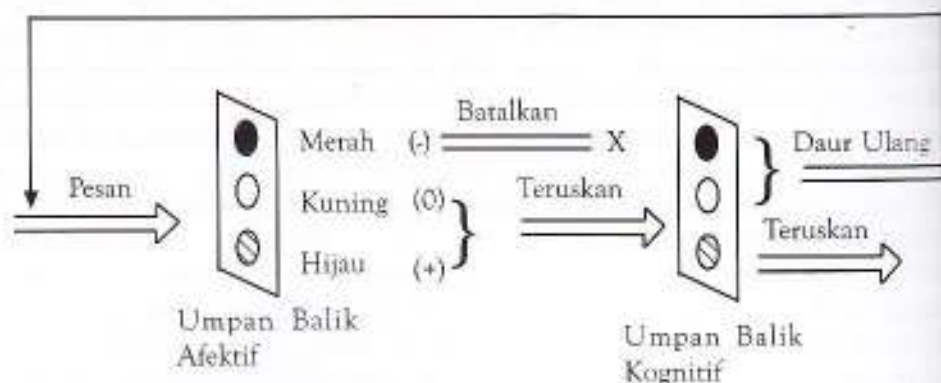 Batalkan
Merah (-) X Daur Ulang
Pesan Kuning (0) Teruskan
Teruskan
Hijau (+)
Umpan Balik
Afektif
Umpan Balik
Kognitif